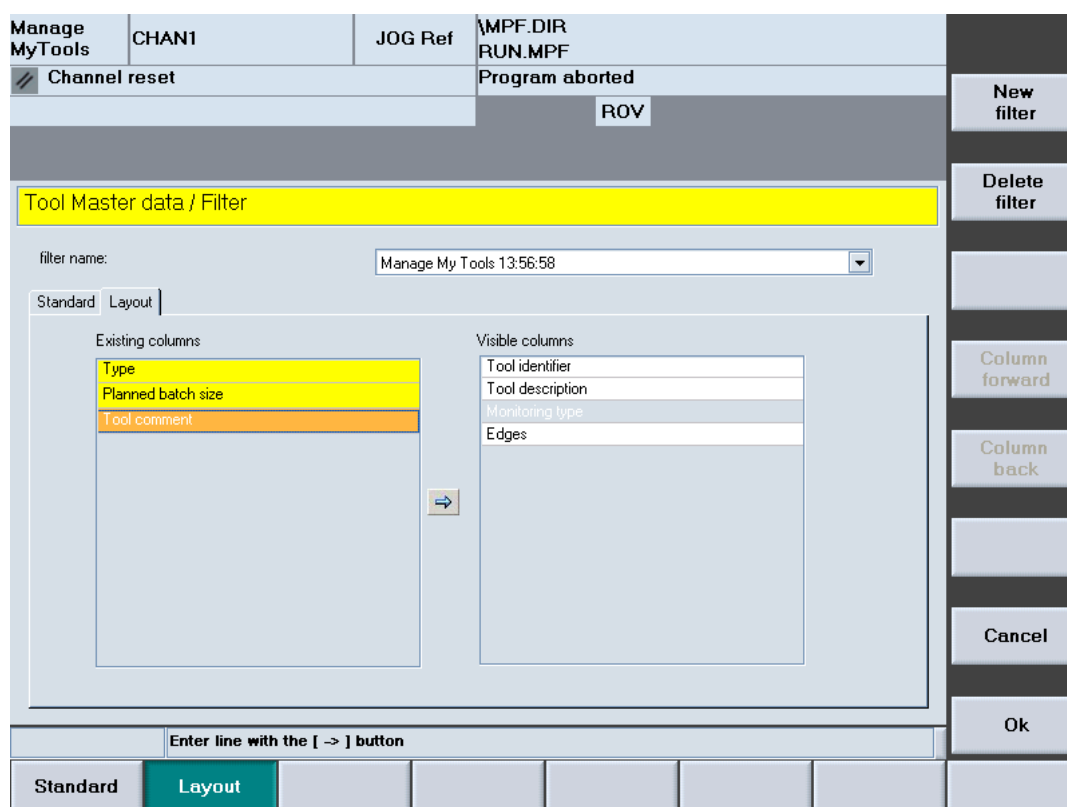 Manage
MyTools
CHAN1
JOG Ref
\MPF.DIR
RUN.MPF
Channel reset
Program aborted
ROV
New
filter
Delete
filter
Tool Master data / Filter
filter name:
Manage My Tools 13:56:58
Standard
Layout
Existing columns
Visible columns
Type
Planned batch size
Tool comment
Tool identifier
Tool description
Monitoring type
Edges
Column
forward
Column
back
Cancel
Ok
Enter line with the [ -> ] button
Standard
Layout